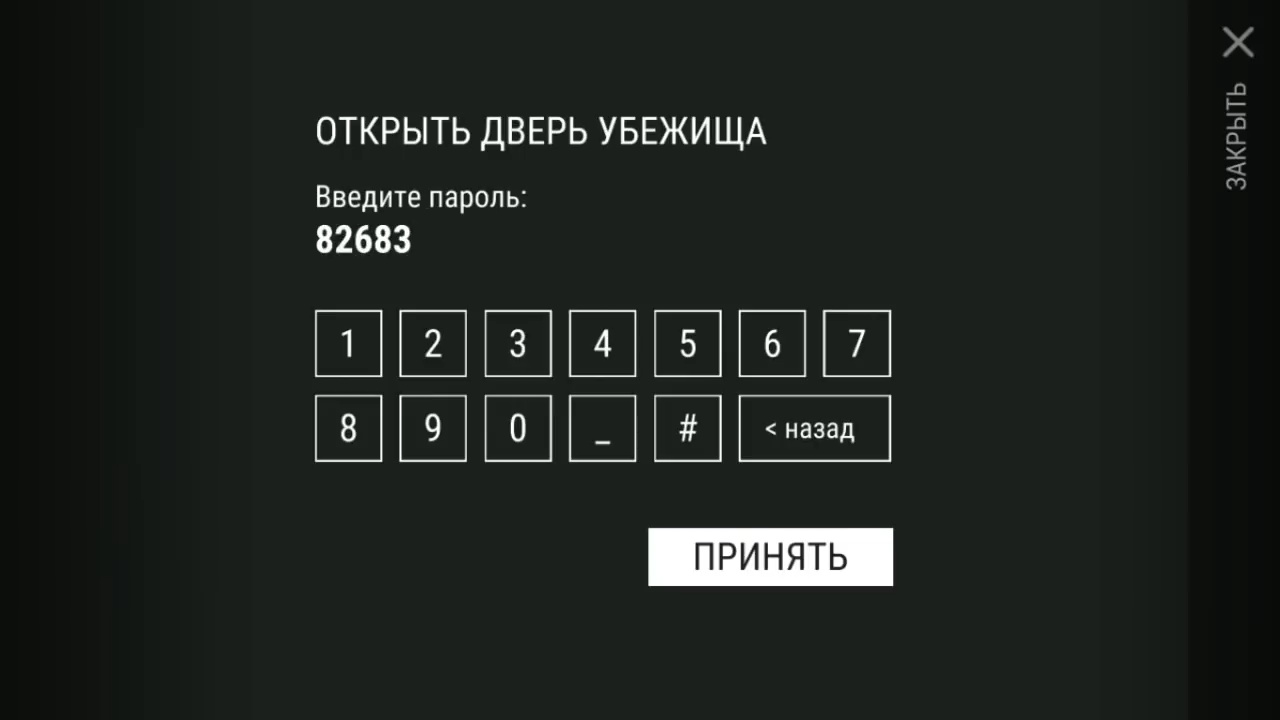 ОТКРЫТЬ ДВЕРЬ УБЕЖИЩА
Введите пароль:
82683
1 2 3 4 5 6 7
8 9 0 _ # < назад
ПРИНЯТЬ
ЗАКРЫТЬ